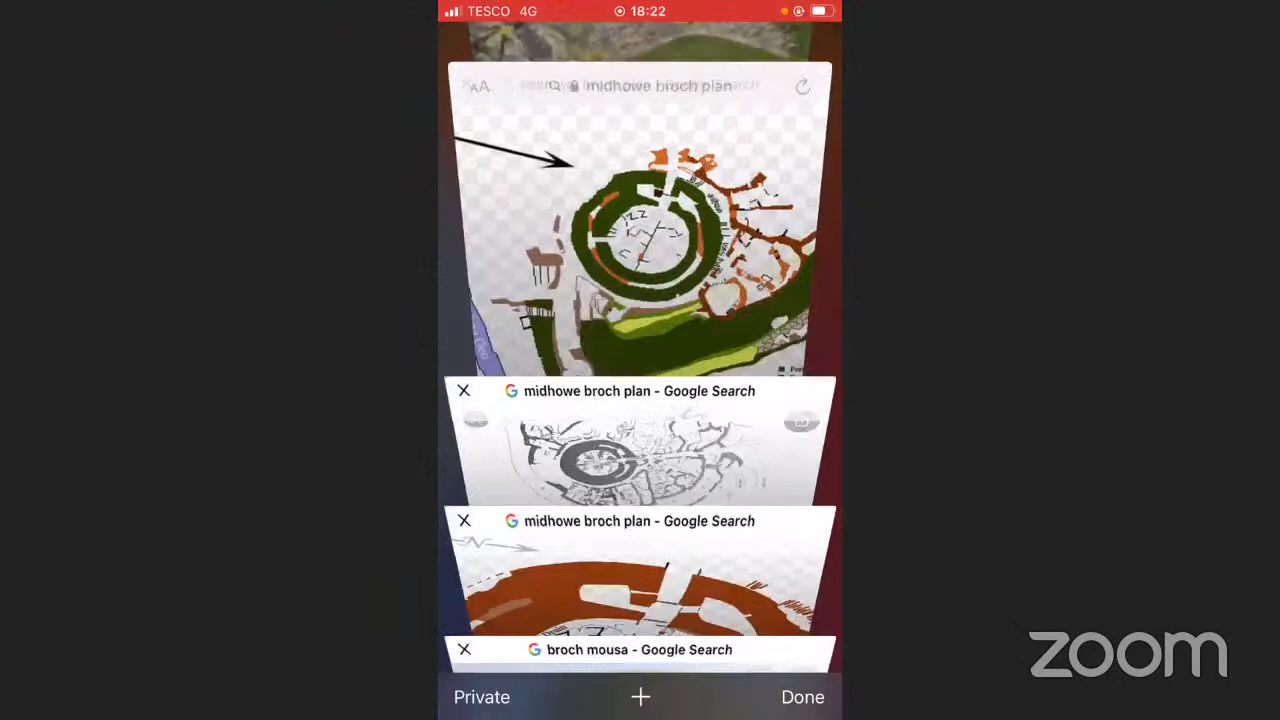 TESCO 4G 18:22
AA midhowe broch plan
midhowe broch plan - Google Search
midhowe broch plan - Google Search
N
broch mousa - Google Search
Private + Done
zoom